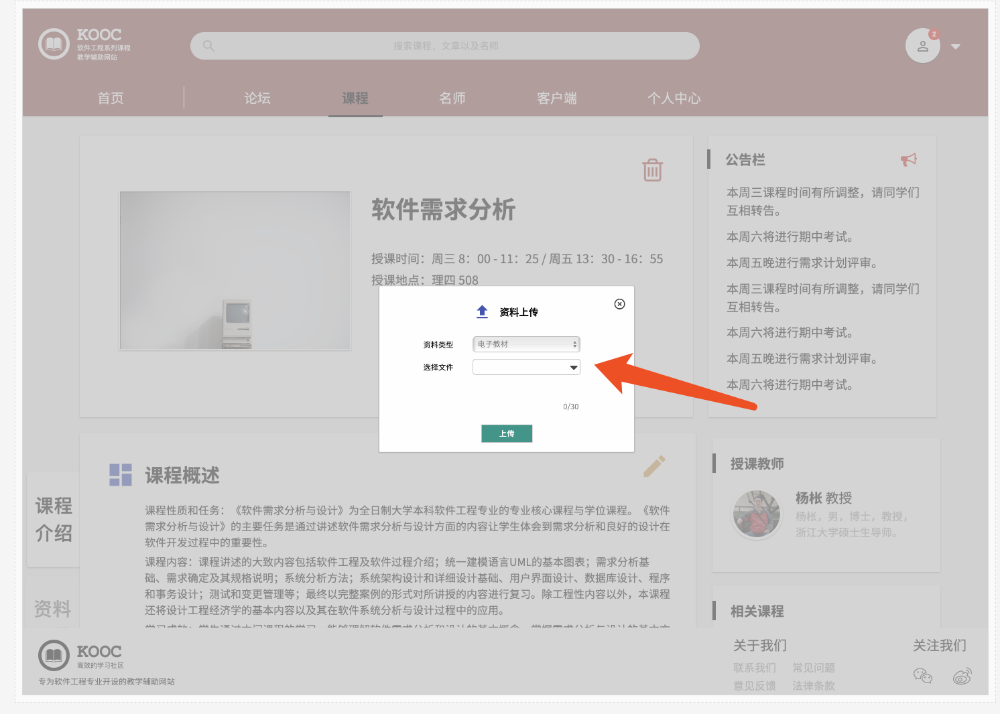 KOOC
软件工程系列课程
教学辅助网站
搜索课程、文章以及名师
2
首页
论坛
课程
名师
客户端
个人中心
软件需求分析
授课时间：周三 8：00 - 11：25 / 周五 13：30 - 16：55
授课地点：理四 508
公告栏
本周三课程时间有所调整，请同学们
互相转告。
本周六将进行期中考试。
本周五晚进行需求计划评审。
本周三课程时间有所调整，请同学们
互相转告。
本周六将进行期中考试。
本周五晚进行需求计划评审。
本周六将进行期中考试。
资料上传
资料类型
电子教材
选择文件
0/30
上传
课程
介绍
资料
课程概述
课程性质和任务：《软件需求分析与设计》为全日制大学本科软件工程专业的专业核心课程与学位课程。《软件
需求分析与设计》的主要任务是通过讲述软件需求分析与设计方面的内容让学生体会到需求分析和良好的设计在
软件开发过程中的重要性。
课程内容：课程讲述的大致内容包括软件工程及软件过程介绍；统一建模语言UML的基本图表；需求分析基
础、需求确定及其规格说明；系统分析方法；系统架构设计和详细设计基础、用户界面设计、数据库设计、程序
和事务设计；测试和变更管理等；最终以完整案例的形式对所讲授的内容进行复习。除工程性内容以外，本课程
还将设计工程经济学的基本内容以及其在软件系统分析与设计过程中的应用。
授课教师
杨枨 教授
杨枨，男，博士，教授，
浙江大学硕士生导师。
相关课程
KOOC
高效的学习社区
专为软件工程专业开设的教学辅助网站
关于我们
联系我们 常见问题
意见反馈 法律条款
关注我们